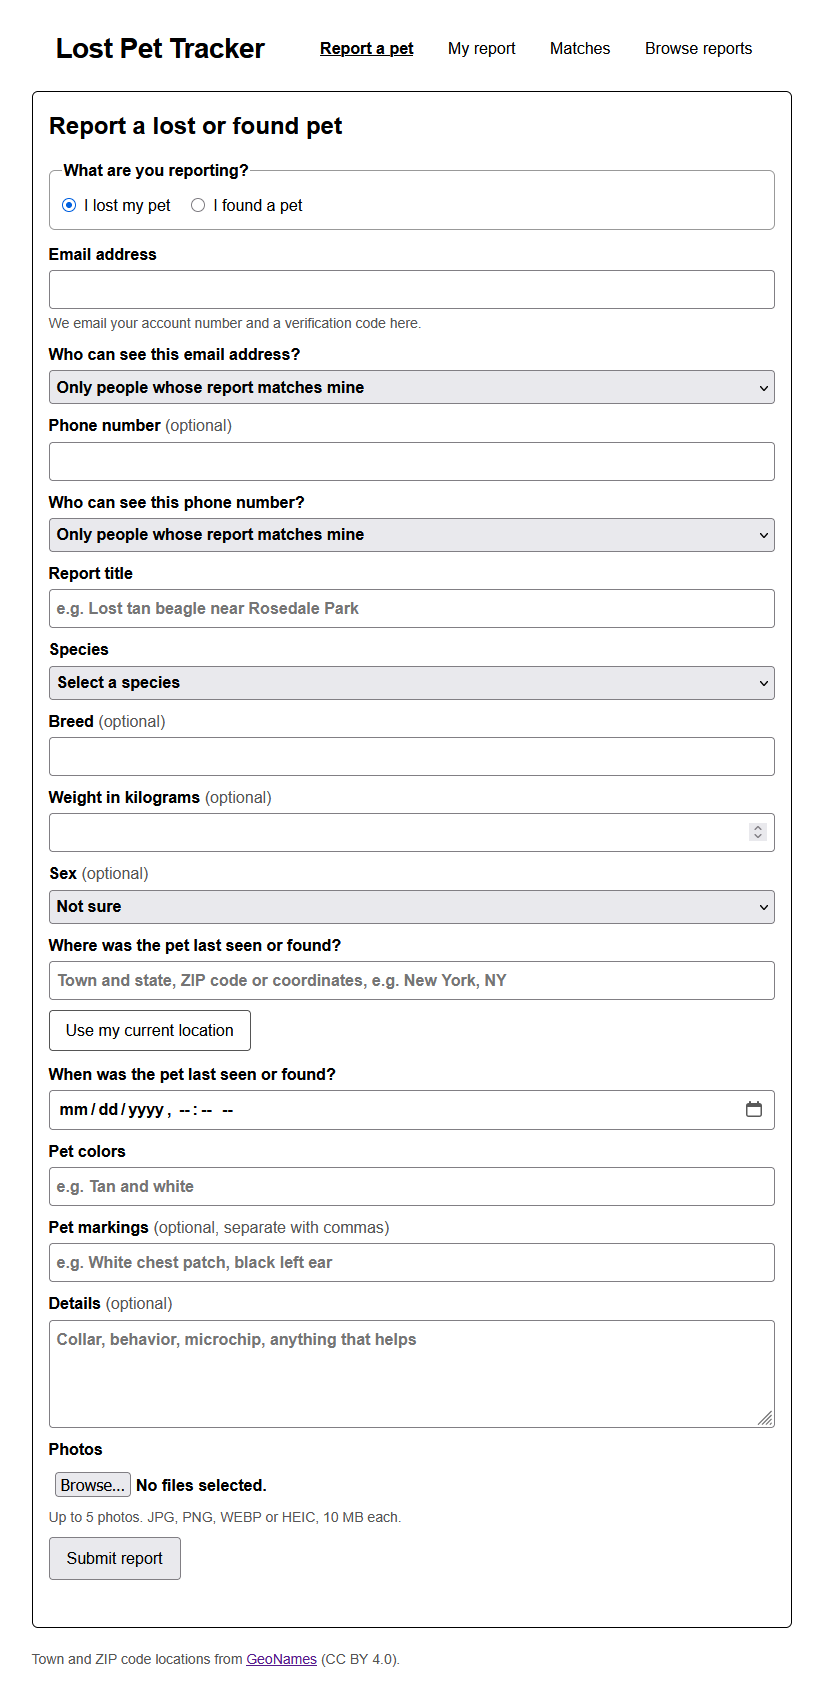 Lost Pet Tracker Report a pet My report Matches Browse reports
Report a lost or found pet
What are you reporting?
I lost my pet I found a pet
Email address
We email your account number and a verification code here.
Who can see this email address?
Only people whose report matches mine
Phone number (optional)
Who can see this phone number?
Only people whose report matches mine
Report title
e.g. Lost tan beagle near Rosedale Park
Species
Select a species
Breed (optional)
Weight in kilograms (optional)
Sex (optional)
Not sure
Where was the pet last seen or found?
Town and state, ZIP code or coordinates, e.g. New York, NY
Use my current location
When was the pet last seen or found?
mm/dd/yyyy, --:-- --
Pet colors
e.g. Tan and white
Pet markings (optional, separate with commas)
e.g. White chest patch, black left ear
Details (optional)
Collar, behavior, microchip, anything that helps
Photos
Browse... No files selected.
Up to 5 photos. JPG, PNG, WEBP or HEIC, 10 MB each.
Submit report
Town and ZIP code locations from GeoNames (CC BY 4.0).